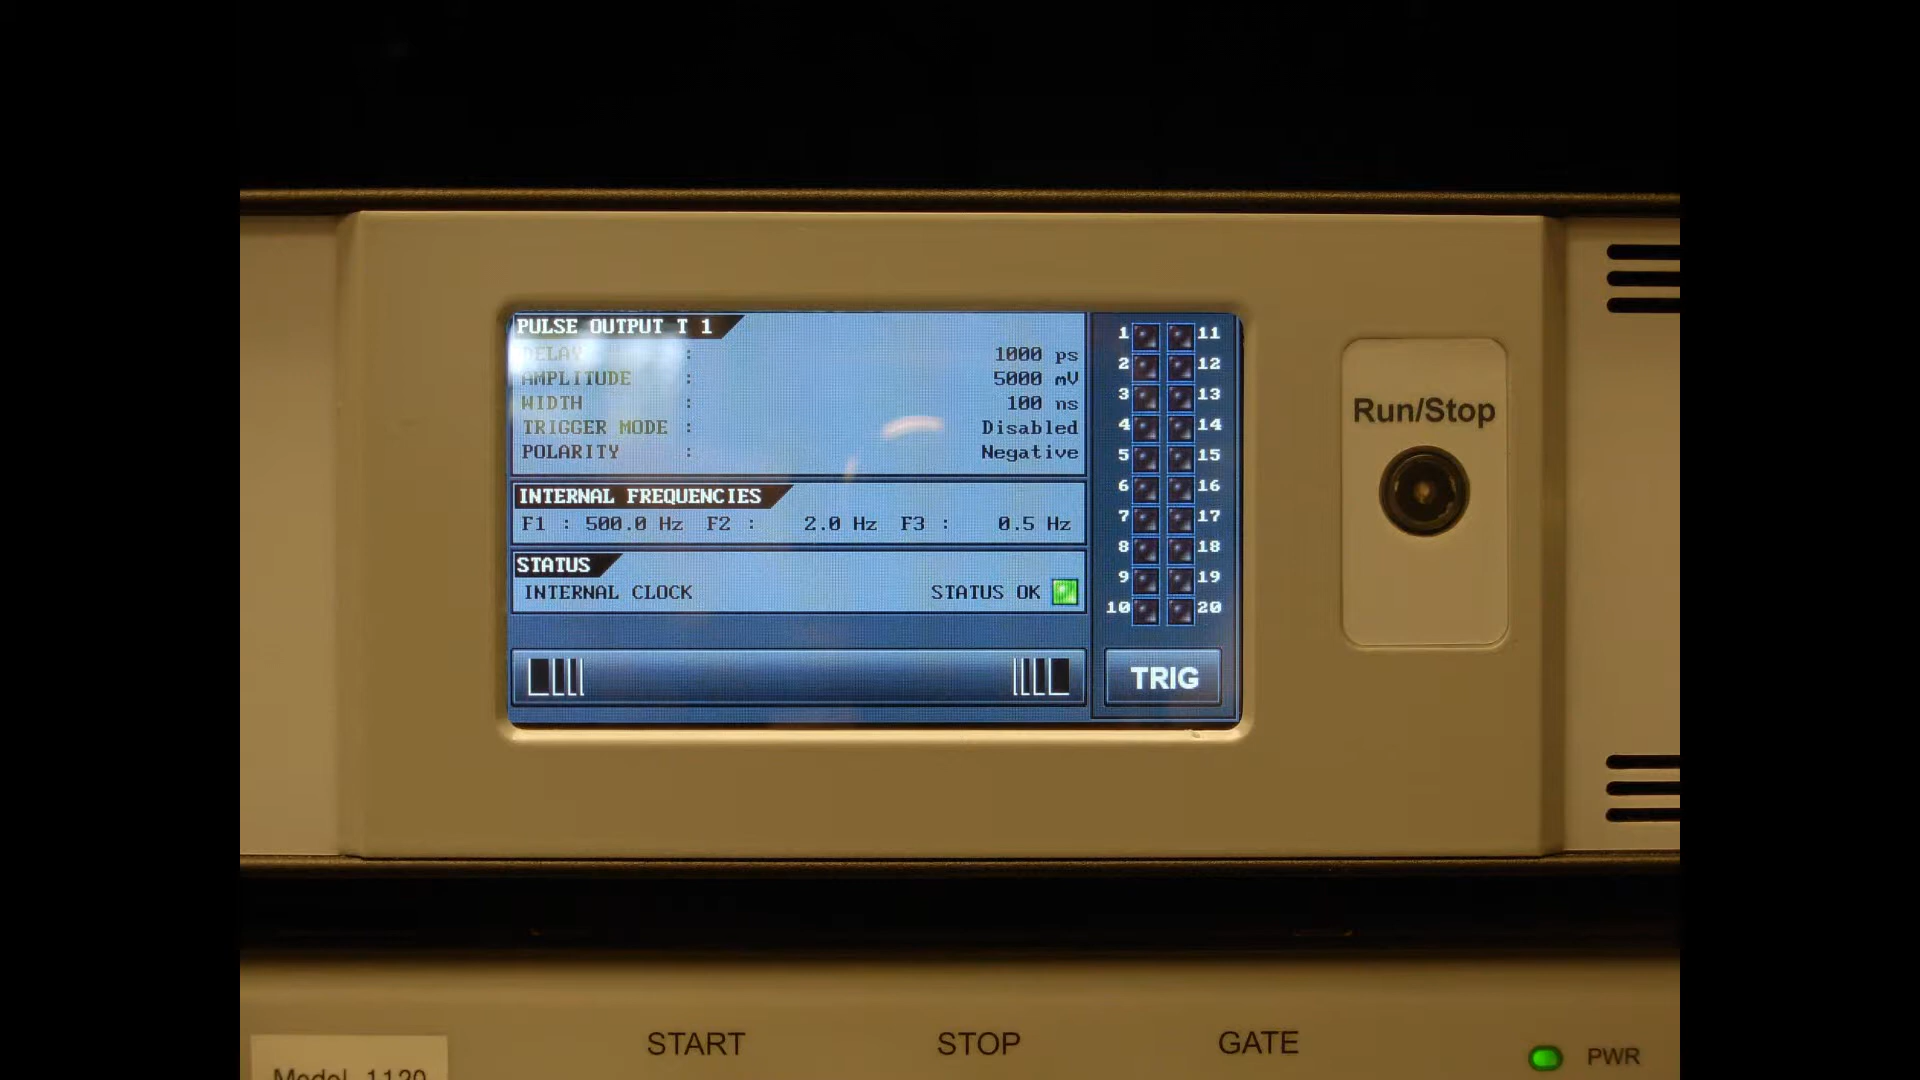 PULSE OUTPUT T 1
DELAY : 1000 ps
AMPLITUDE : 5000 mV
WIDTH : 100 ns
TRIGGER MODE : Disabled
POLARITY : Negative
INTERNAL FREQUENCIES
F1 : 500.0 Hz F2 : 2.0 Hz F3 : 0.5 Hz
STATUS
INTERNAL CLOCK STATUS OK
1 11
2 12
3 13
4 14
5 15
6 16
7 17
8 18
9 19
10 20
TRIG
Run/Stop
START STOP GATE
PWR
Model 1120